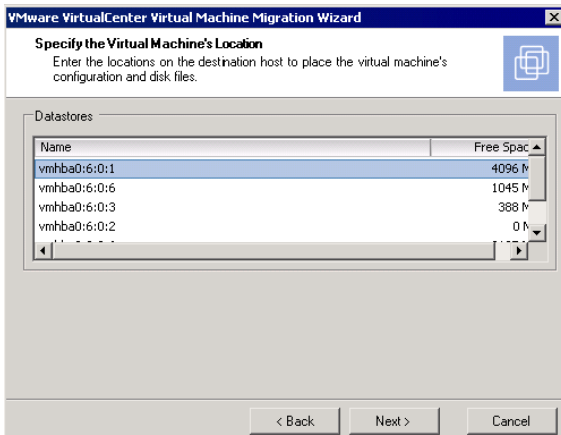 VMware VirtualCenter Virtual Machine Migration Wizard
Specify the Virtual Machine's Location
Enter the locations on the destination host to place the virtual machine's
configuration and disk files.
Datastores
Name Free Spac
vmhba0:6:0:1 4096 M
vmhba0:6:0:6 1045 M
vmhba0:6:0:3 388 M
vmhba0:6:0:2 0 M
< Back Next > Cancel